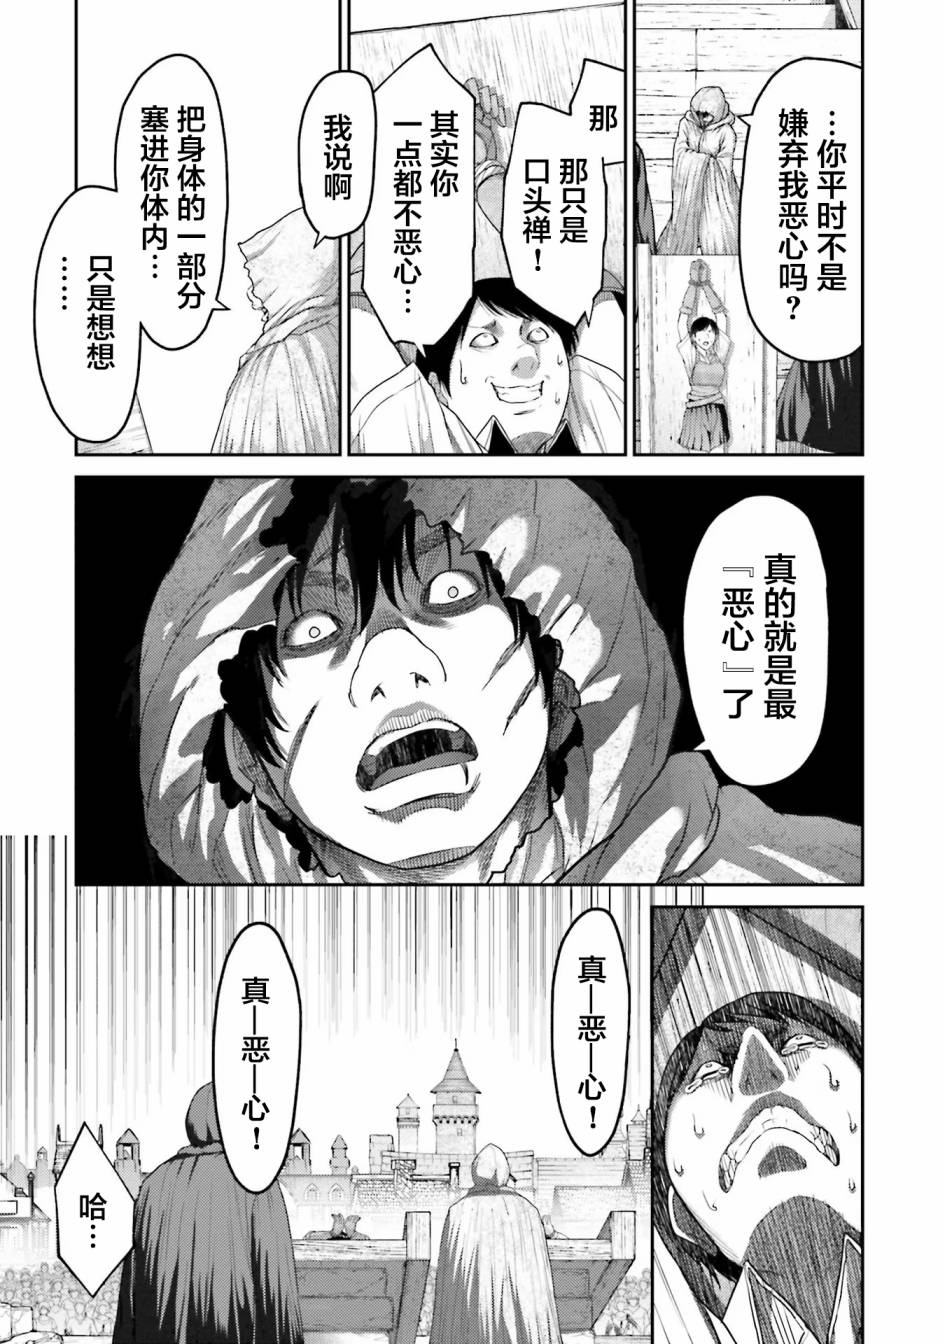 …你平时不是
嫌弃我恶心吗？
那
那只是
口头禅！
其实你
一点都不恶心…
我说啊
把身体的一部分
塞进你体内…
只是想想
……
真的就是最
『恶心』了
真—恶—心！
真—恶—心！
哈…